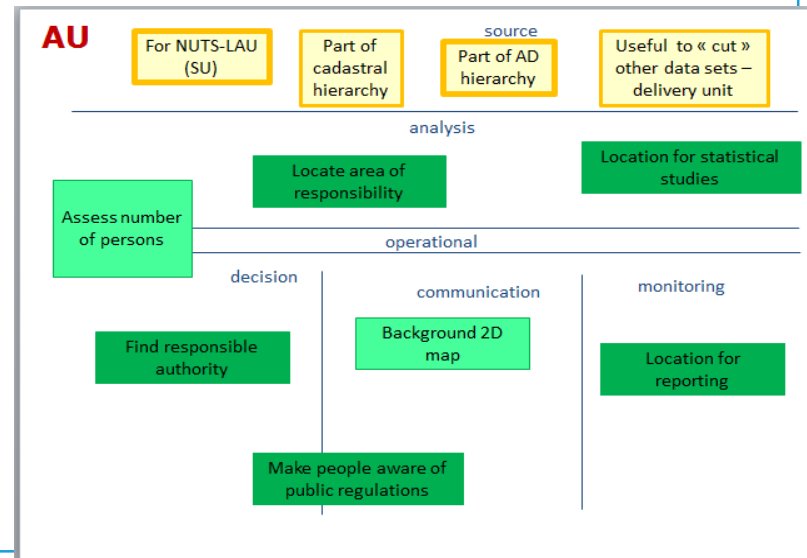 AU
source
For NUTS-LAU
(SU)
Part of
cadastral
hierarchy
Part of AD
hierarchy
Useful to « cut »
other data sets –
delivery unit
analysis
Locate area of
responsibility
Location for statistical
studies
Assess number
of persons
operational
decision
communication
monitoring
Find responsible
authority
Background 2D
map
Location for
reporting
Make people aware of
public regulations